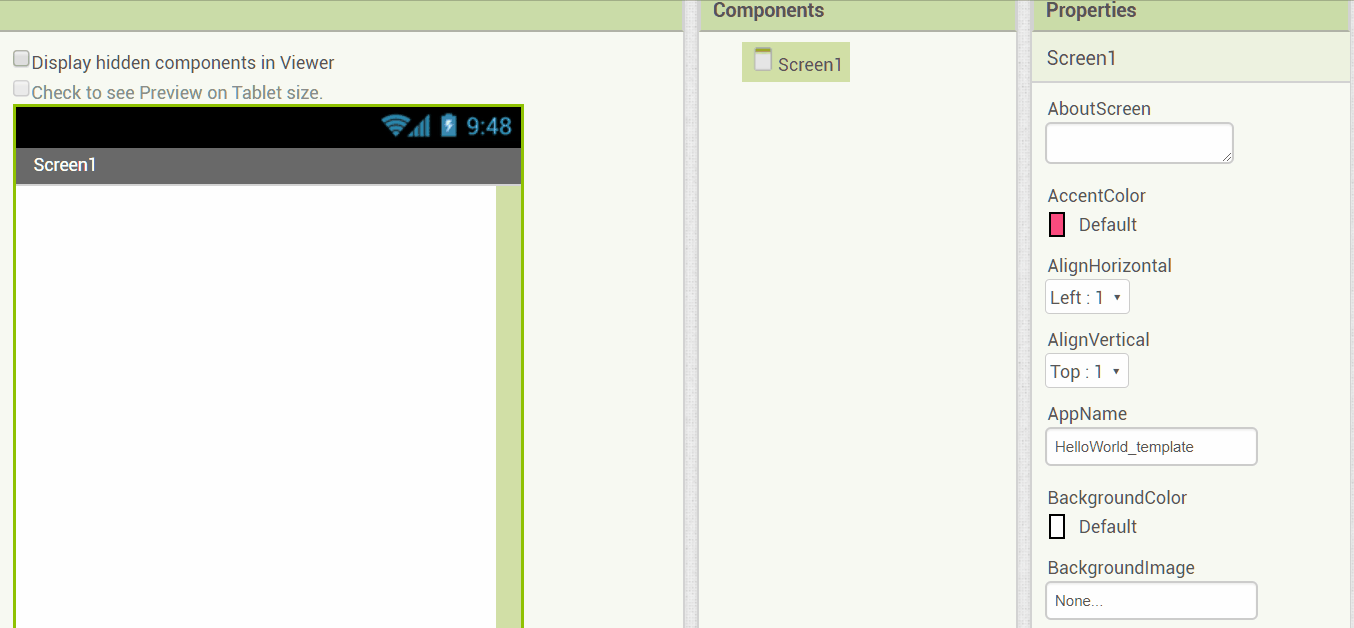 Components
Properties
Display hidden components in Viewer
Check to see Preview on Tablet size.
9:48
Screen1
Screen1
Screen1
AboutScreen
AccentColor
Default
AlignHorizontal
Left : 1
AlignVertical
Top : 1
AppName
HelloWorld_template
BackgroundColor
Default
BackgroundImage
None...